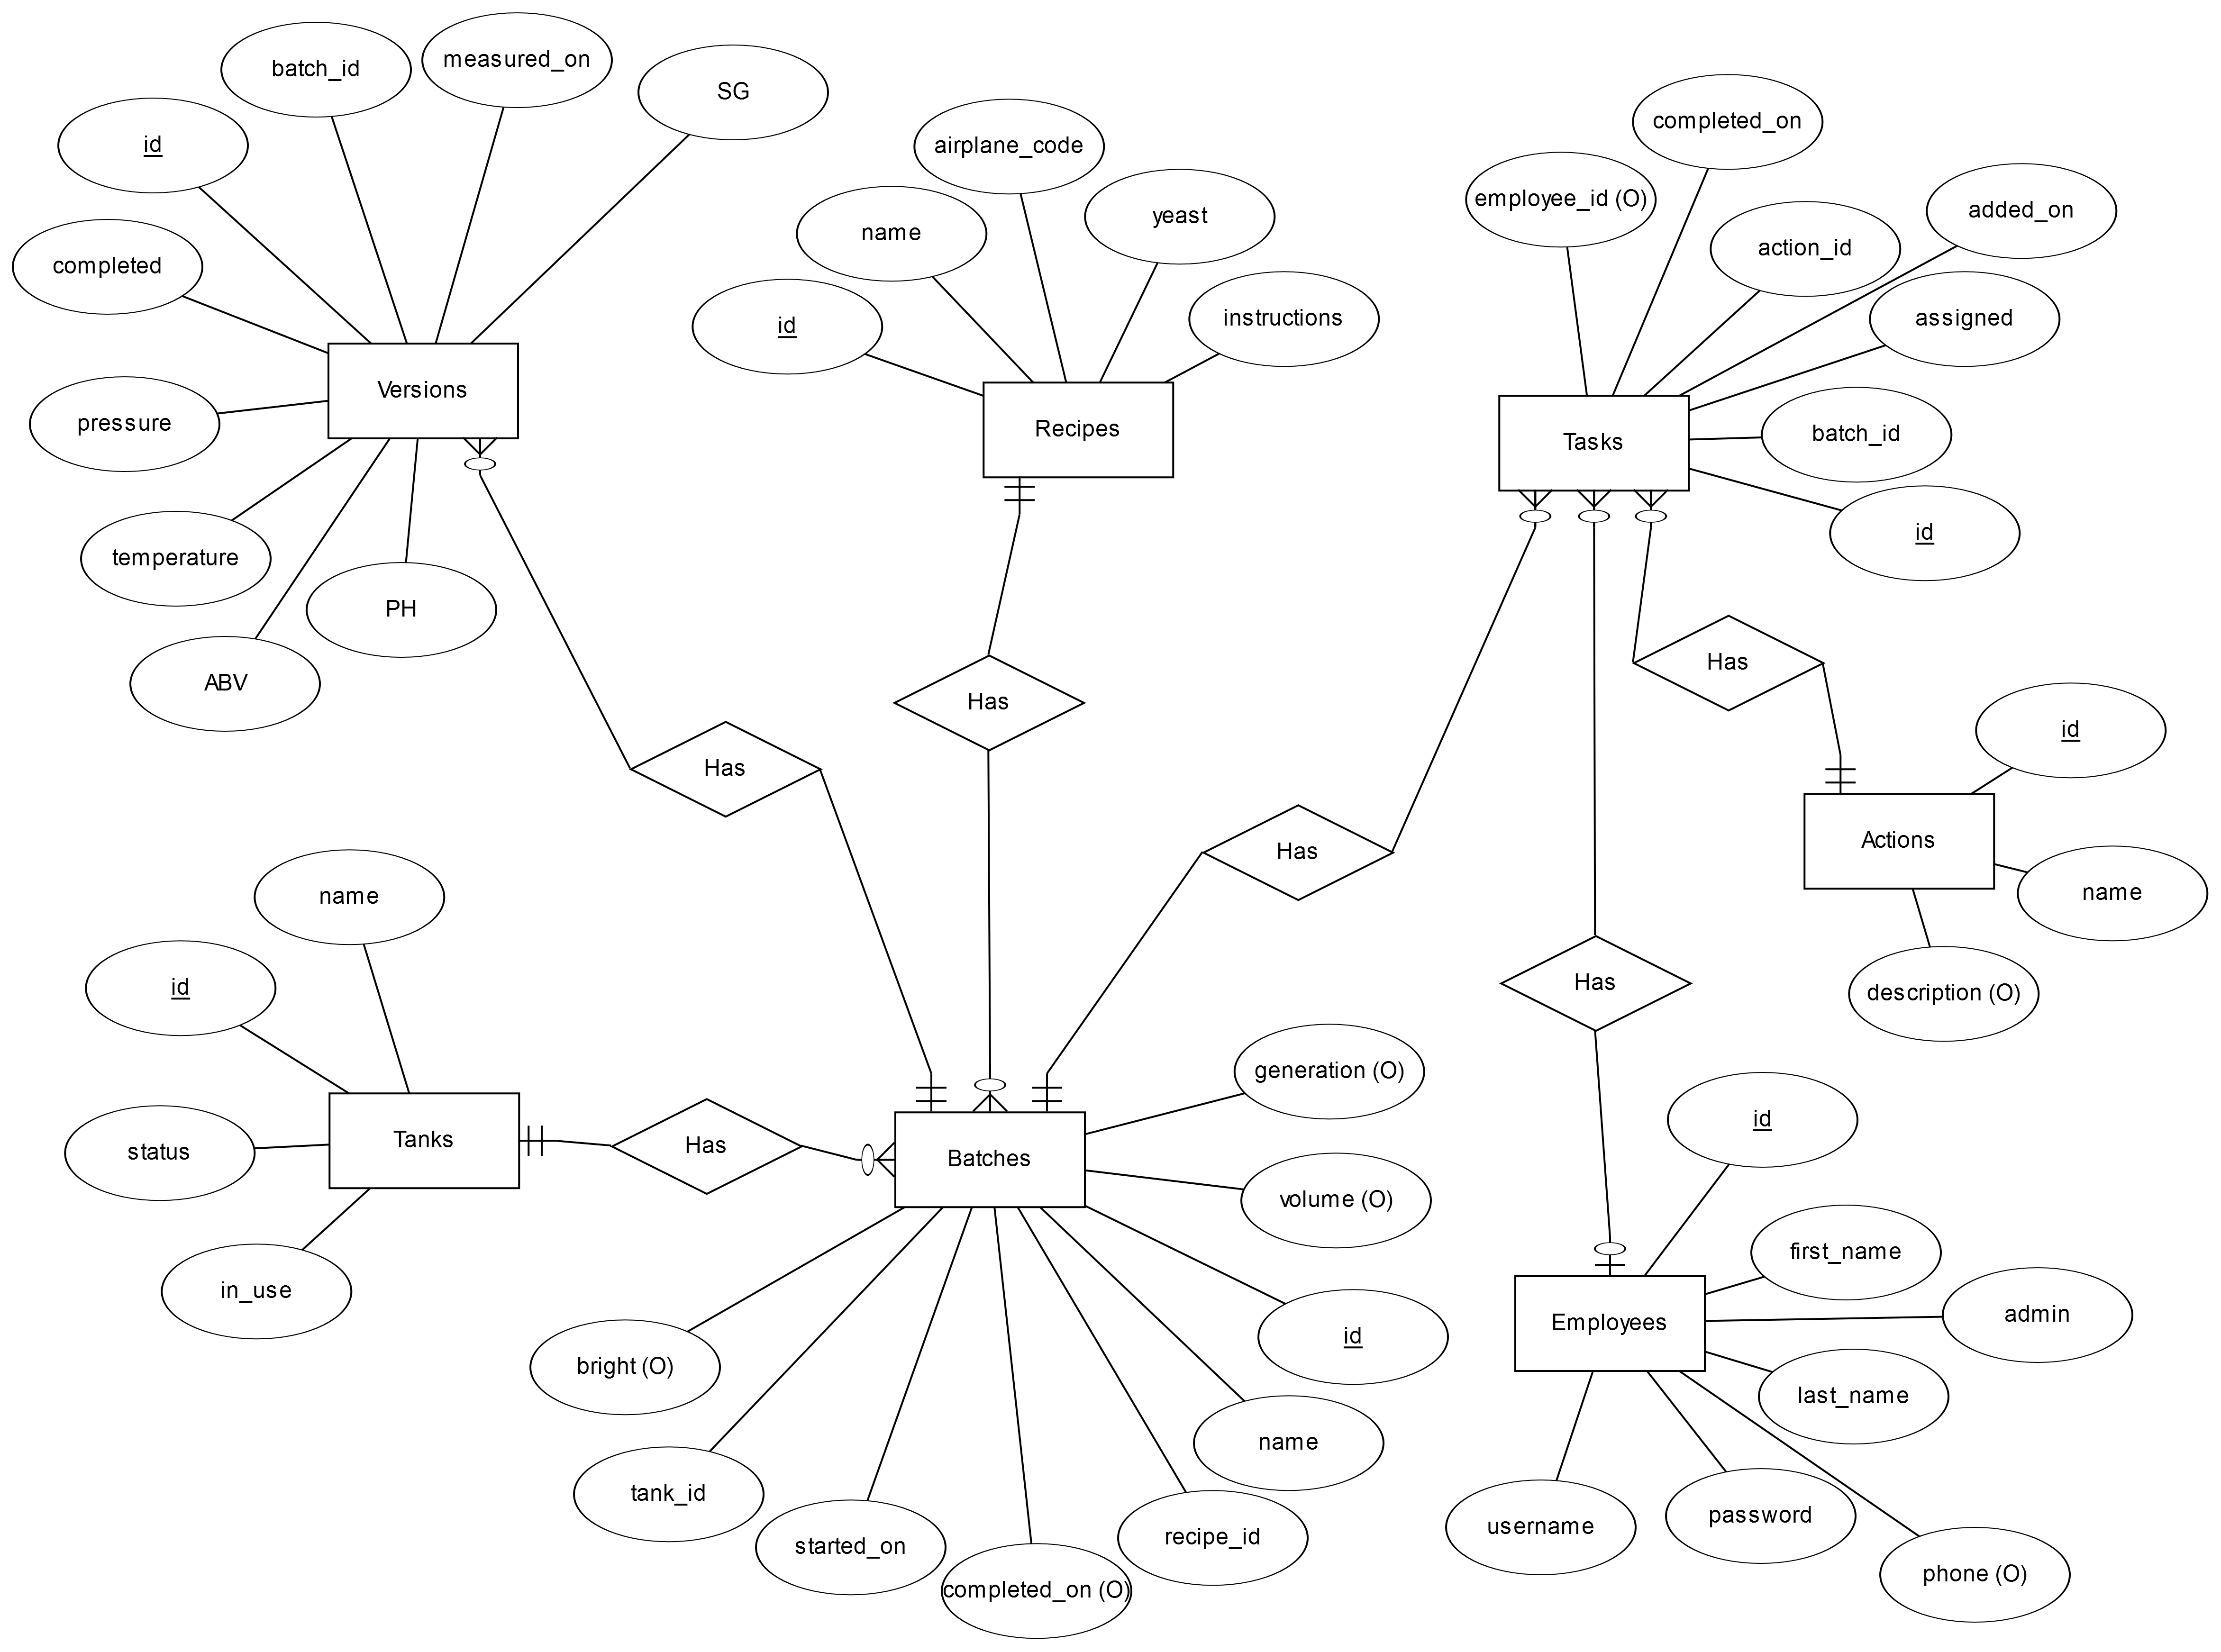 measured_on
batch_id
SG
id
completed
Versions
pressure
temperature
PH
ABV
airplane_code
yeast
name
instructions
id
Recipes
completed_on
employee_id (O)
added_on
action_id
assigned
batch_id
Tasks
id
Has
Has
Has
Has
id
Actions
name
description (O)
name
id
Tanks
status
in_use
Has
Has
generation (O)
Batches
volume (O)
id
bright (O)
name
tank_id
started_on
recipe_id
completed_on (O)
id
first_name
admin
Employees
last_name
username
password
phone (O)